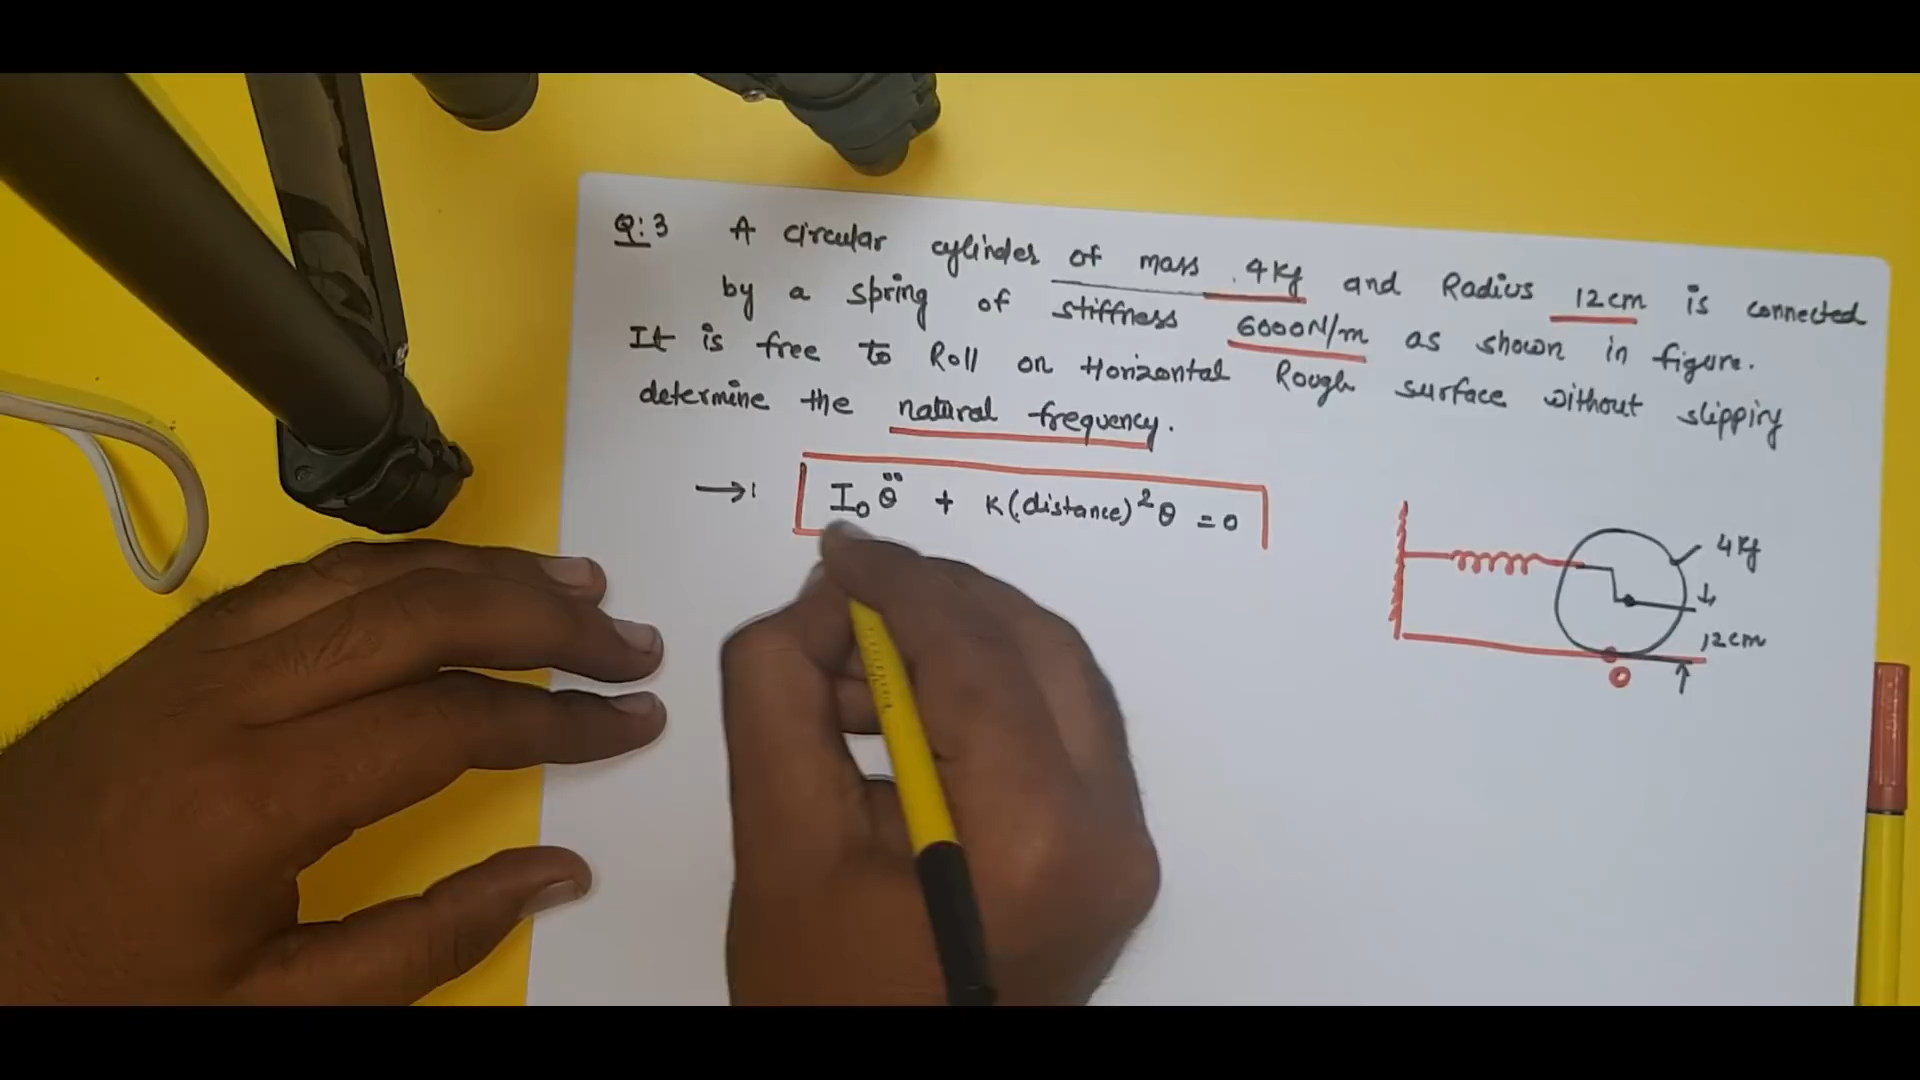 Q:3 A circular cylinder of mass 4Kg and Radius 12cm is connected
by a spring of stiffness 6000N/m as shown in figure.
It is free to Roll on Horizontal Rough surface without slippiry
determine the natural frequency.
→: I₀θ̈ + K(distance)²θ = 0
4Kg
12cm
O